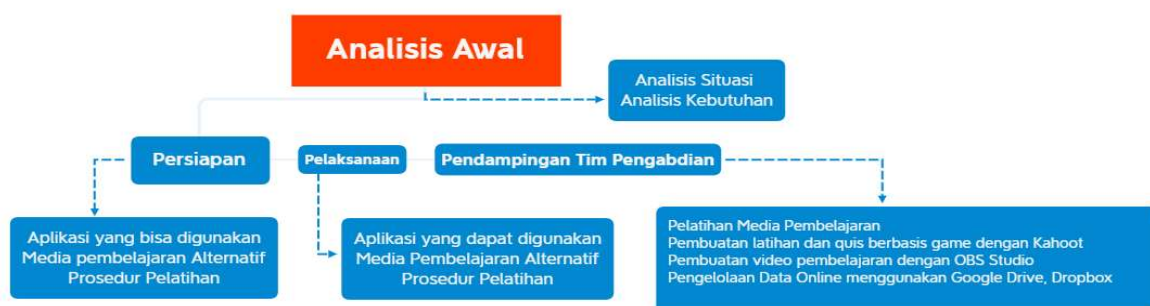 Analisis Awal
Analisis Situasi
Analisis Kebutuhan
Persiapan
Pelaksanaan
Pendampingan Tim Pengabdian
Aplikasi yang bisa digunakan
Media pembelajaran Alternatif
Prosedur Pelatihan
Aplikasi yang dapat digunakan
Media Pembelajaran Alternatif
Prosedur Pelatihan
Pelatihan Media Pembelajaran
Pembuatan latihan dan quis berbasis game dengan Kahoot
Pembuatan video pembelajaran dengan OBS Studio
Pengelolaan Data Online menggunakan Google Drive, Dropbox